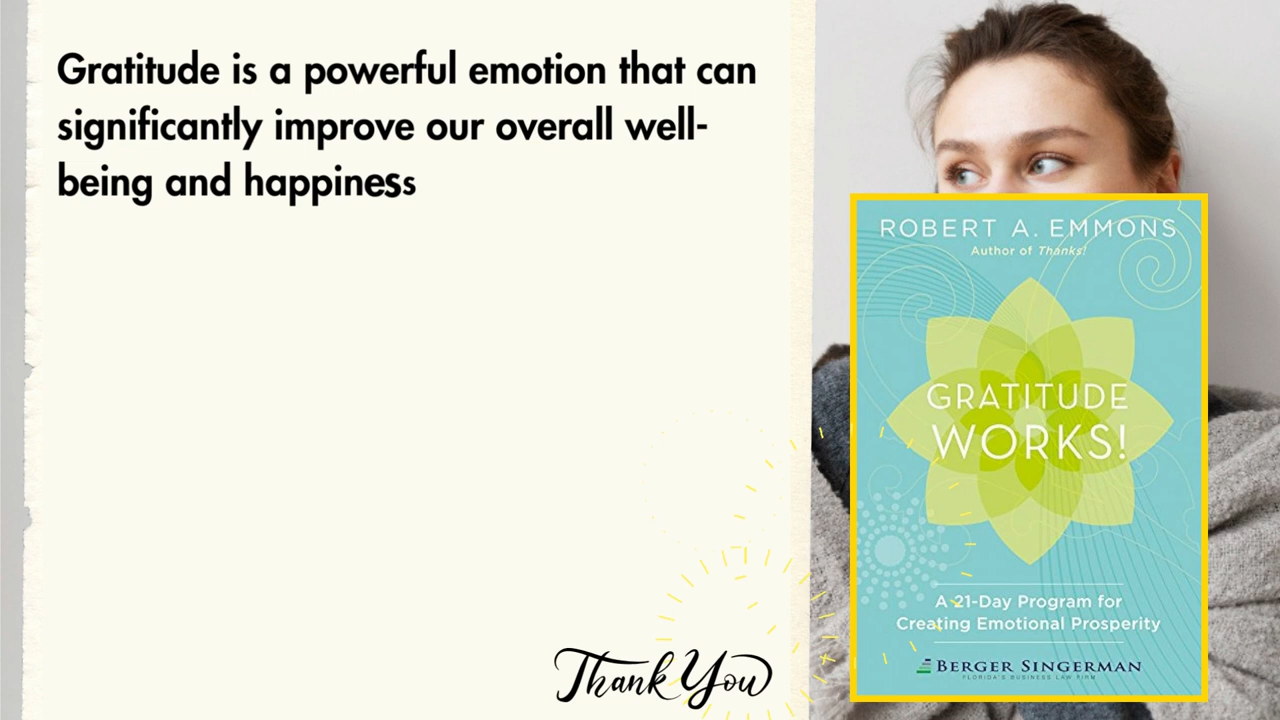 Gratitude is a powerful emotion that can
significantly improve our overall well-
being and happiness
Thank You
ROBERT A. EMMONS
Author of Thanks!
GRATITUDE
WORKS!
A 21-Day Program for
Creating Emotional Prosperity
BERGER SINGERMAN
FLORIDA'S BUSINESS LAW FIRM